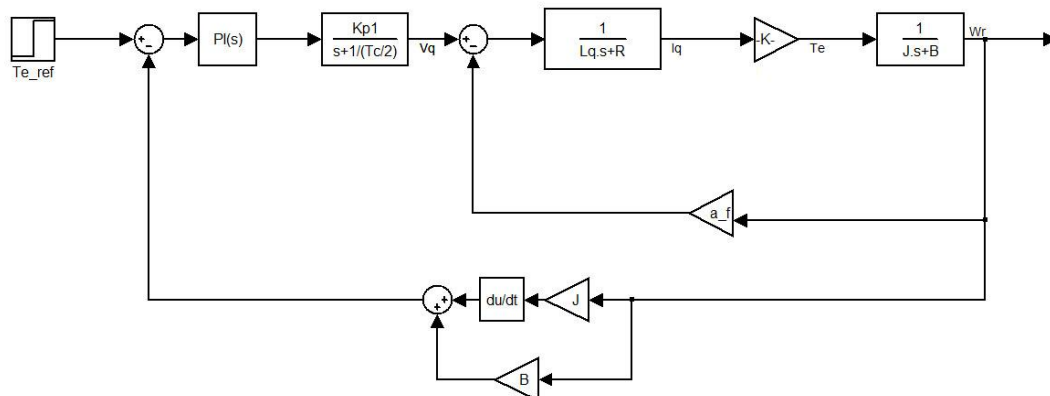 Te_ref
PI(s)
Kp1
s+1/(Tc/2)
Vq
1
Lq.s+R
Iq
-K-
Te
1
J.s+B
Wr
a_f
du/dt
J
B